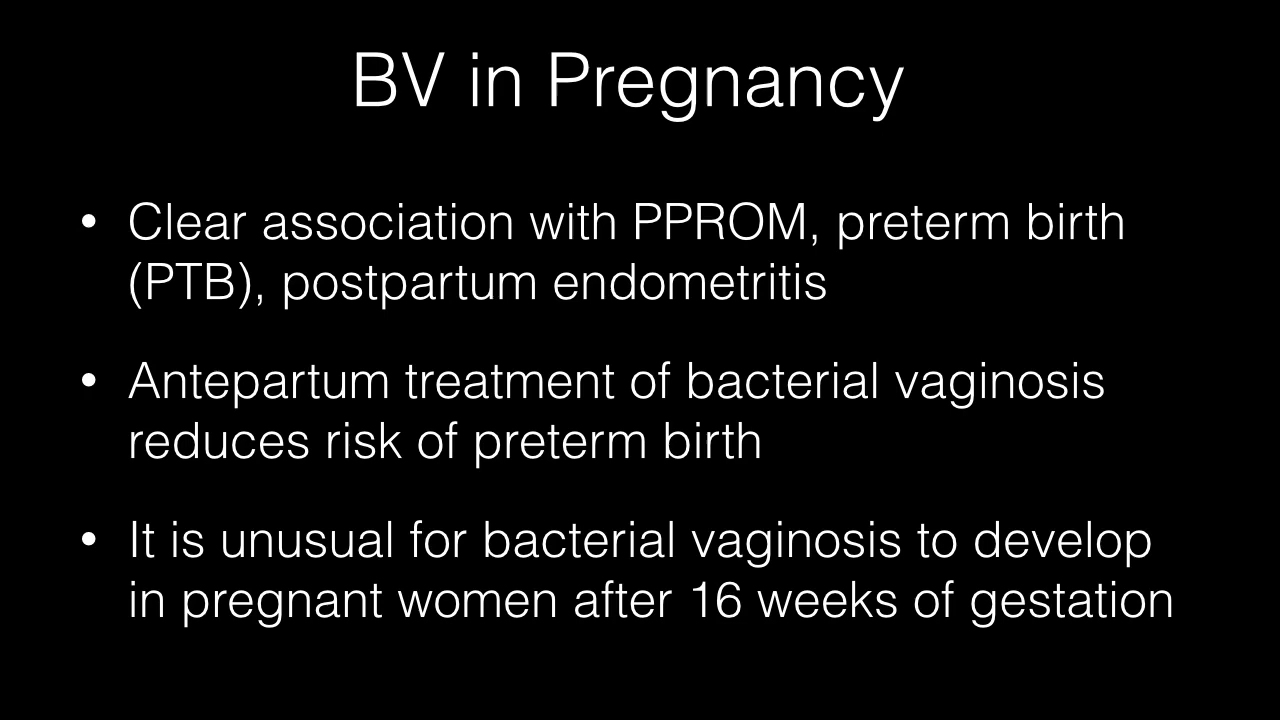 BV in Pregnancy
• Clear association with PPROM, preterm birth
(PTB), postpartum endometritis
• Antepartum treatment of bacterial vaginosis
reduces risk of preterm birth
• It is unusual for bacterial vaginosis to develop
in pregnant women after 16 weeks of gestation